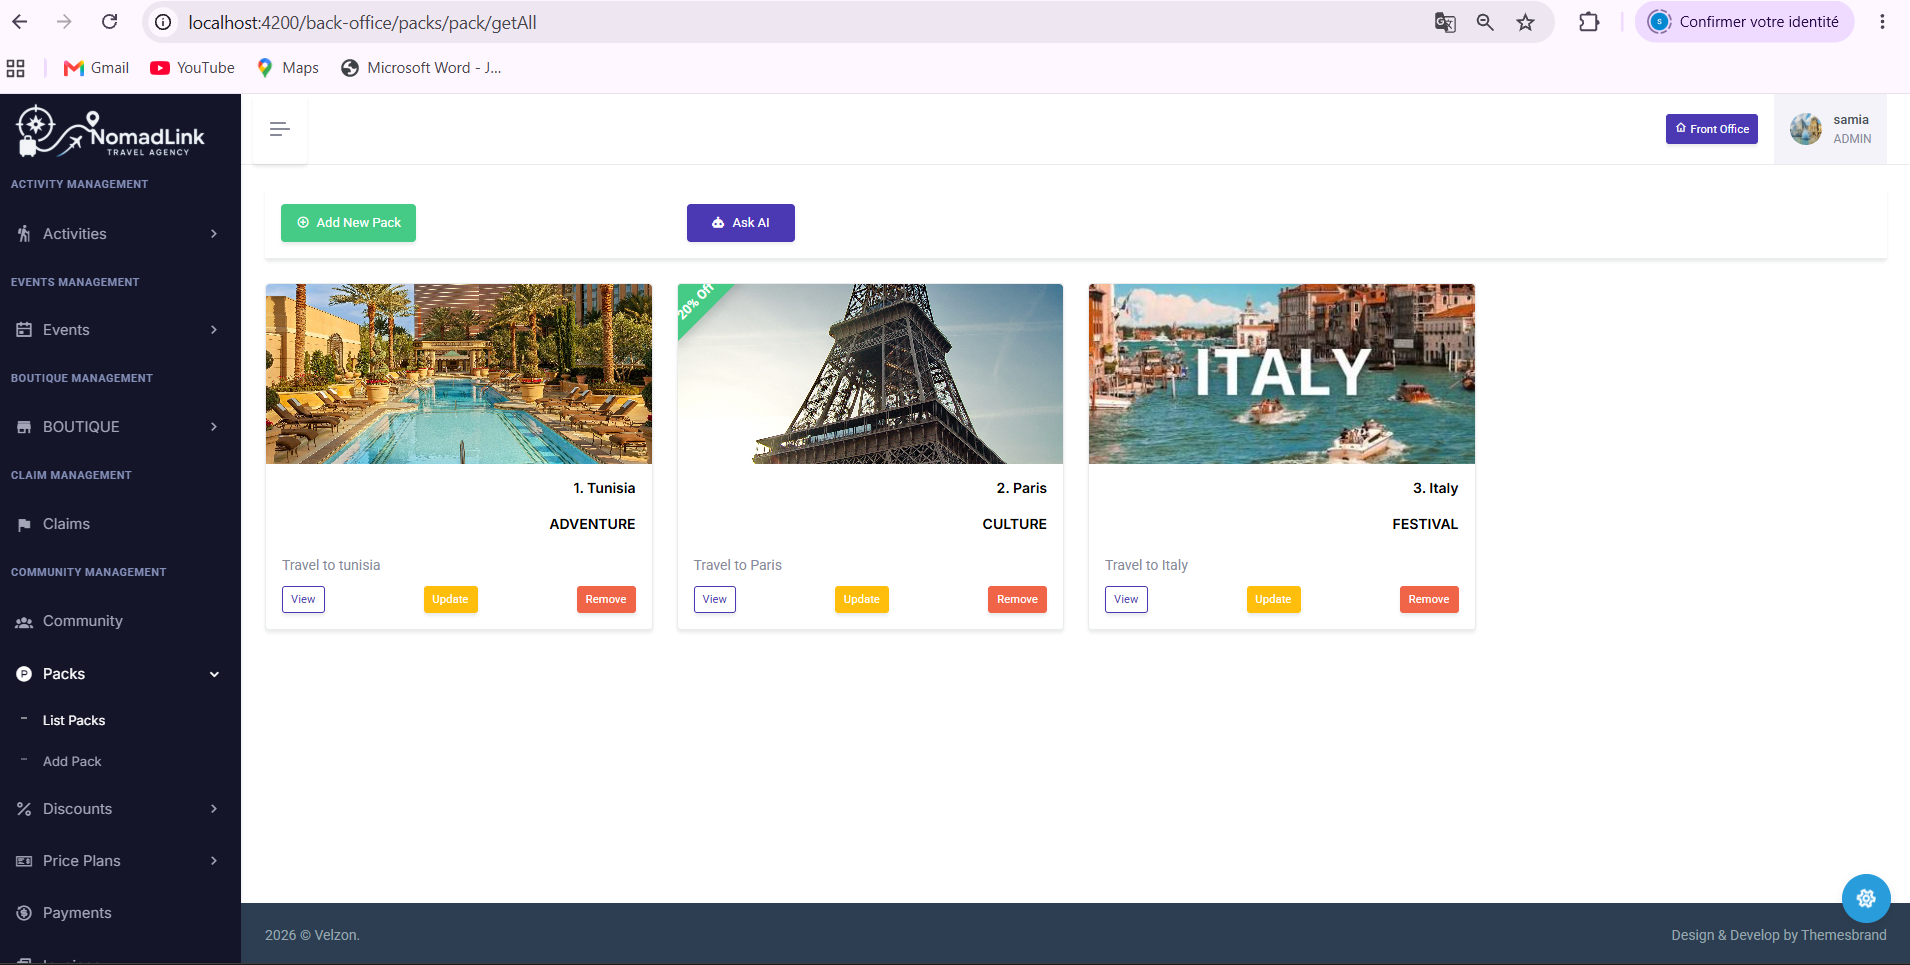 localhost:4200/back-office/packs/pack/getAll
Confirmer votre identité
Gmail
YouTube
Maps
Microsoft Word - J...
NomadLink
TRAVEL AGENCY
Front Office
samia
ADMIN
ACTIVITY MANAGEMENT
Activities
EVENTS MANAGEMENT
Events
BOUTIQUE MANAGEMENT
BOUTIQUE
CLAIM MANAGEMENT
Claims
COMMUNITY MANAGEMENT
Community
Packs
List Packs
Add Pack
Discounts
Price Plans
Payments
Add New Pack
Ask AI
1. Tunisia
ADVENTURE
Travel to tunisia
View
Update
Remove
20% Off
2. Paris
CULTURE
Travel to Paris
View
Update
Remove
ITALY
3. Italy
FESTIVAL
Travel to Italy
View
Update
Remove
2026 © Velzon.
Design & Develop by Themesbrand